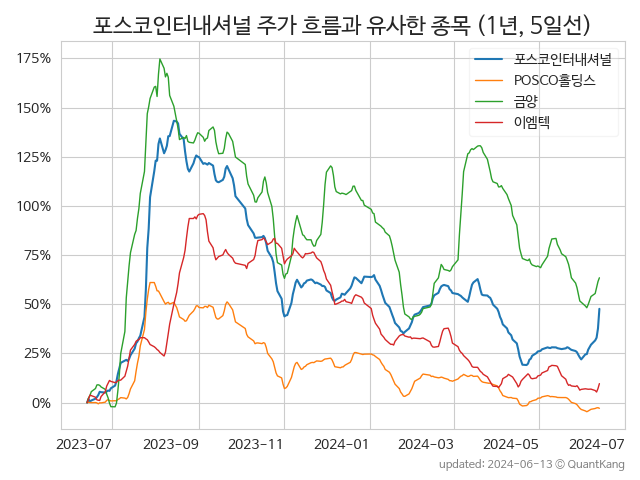 포스코인터내셔널 주가 흐름과 유사한 종목 (1년, 5일선)
175%
150%
125%
100%
75%
50%
25%
0%
포스코인터내셔널
POSCO홀딩스
금양
이엠텍
2023-07
2023-09
2023-11
2024-01
2024-03
2024-05
2024-07
updated: 2024-06-13 © QuantKang